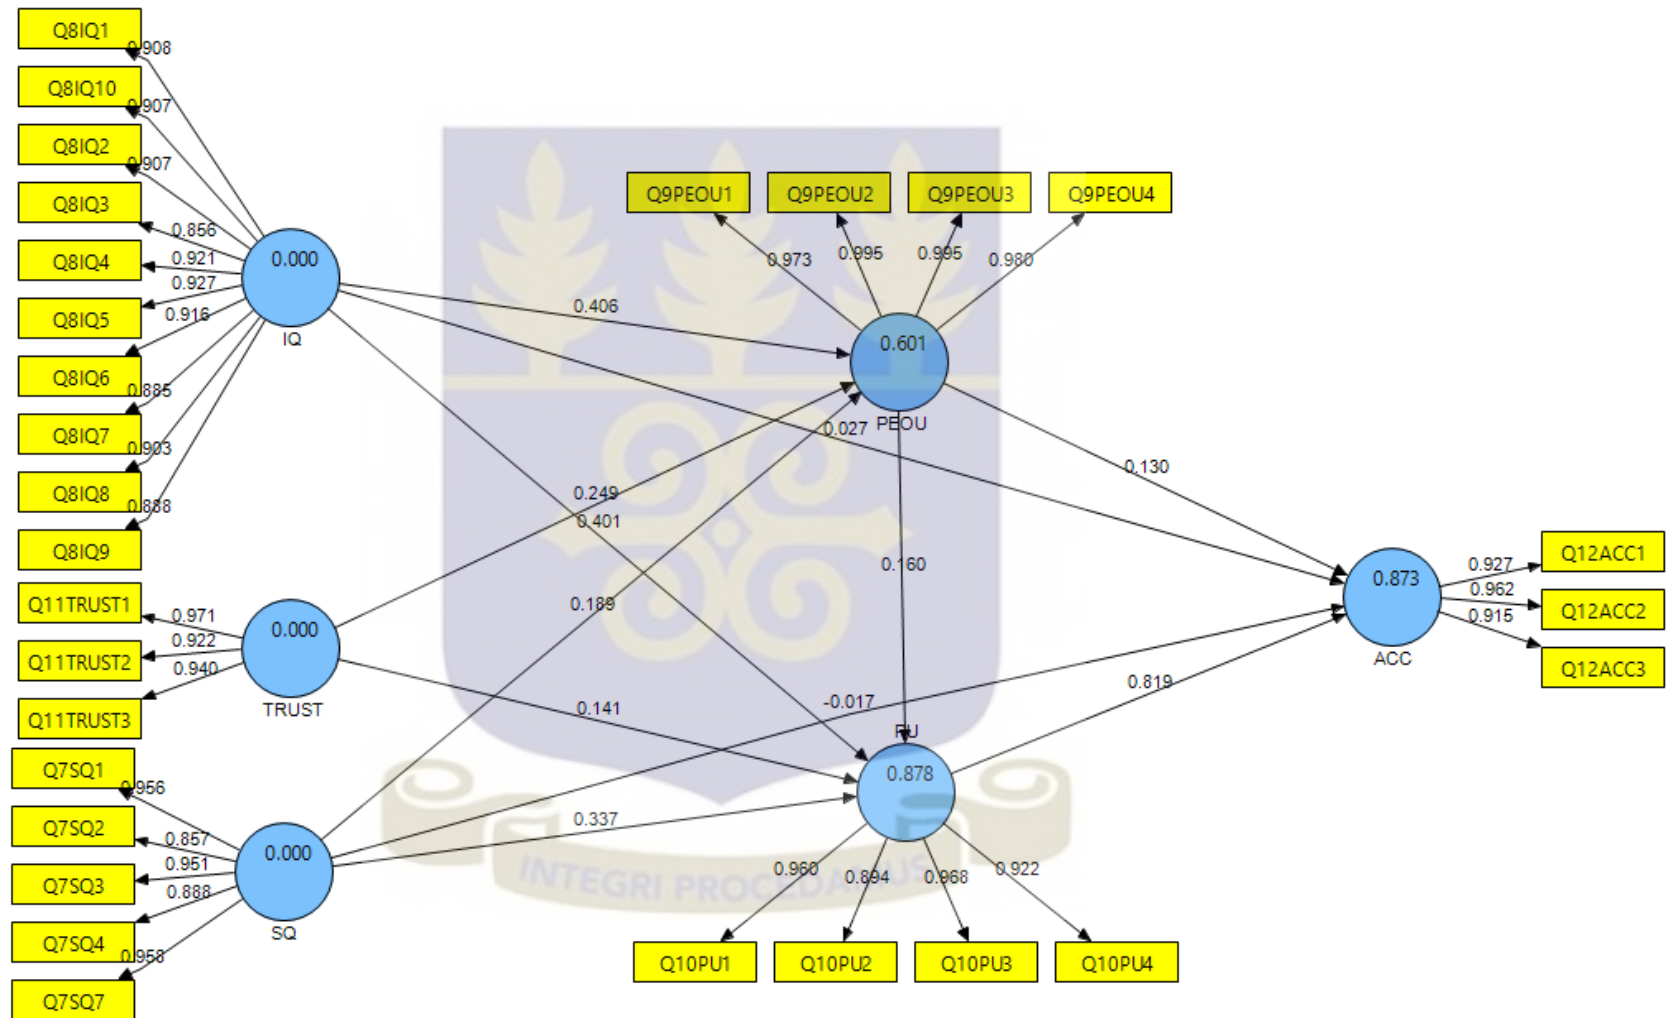 Q8IQ1
0.908
Q8IQ10
0.907
Q8IQ2
0.907
Q8IQ3
0.856
Q8IQ4
0.921
0.927
Q8IQ5
0.916
Q8IQ6
0.885
Q8IQ7
0.903
Q8IQ8
0.888
Q8IQ9
0.000
IQ
Q11TRUST1
0.971
0.922
Q11TRUST2
0.940
Q11TRUST3
0.000
TRUST
Q7SQ1
0.956
Q7SQ2
0.857
0.951
Q7SQ3
0.888
Q7SQ4
0.958
Q7SQ7
0.000
SQ
0.406
0.027
0.249
0.401
0.189
0.141
-0.017
0.337
Q9PEOU1
Q9PEOU2
Q9PEOU3
Q9PEOU4
0.973
0.995
0.995
0.980
0.601
PEOU
0.130
0.160
0.819
PU
0.878
0.960
0.894
0.968
0.922
Q10PU1
Q10PU2
Q10PU3
Q10PU4
0.873
ACC
0.927
0.962
0.915
Q12ACC1
Q12ACC2
Q12ACC3
INTEGRI PROCEDAMUS